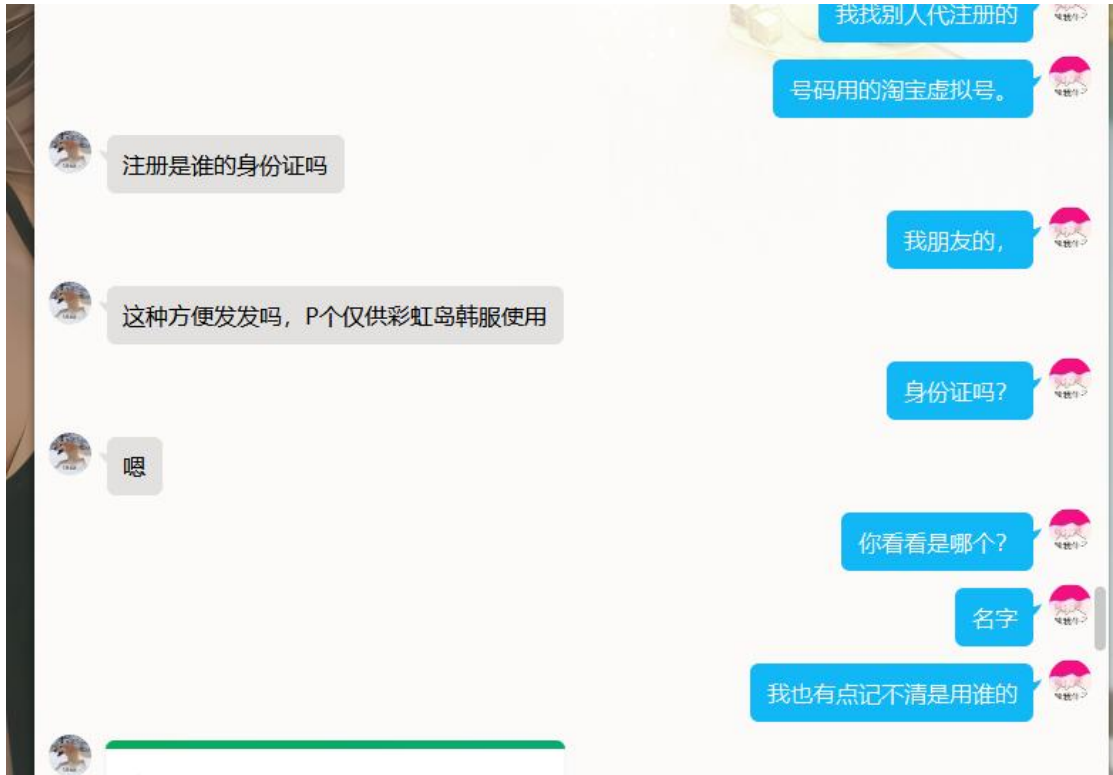 我找别人代注册的
号码用的淘宝虚拟号。
注册是谁的身份证吗
我朋友的,
这种方便发发吗，P个仅供彩虹岛韩服使用
身份证吗？
嗯
你看看是哪个？
名字
我也有点记不清是用谁的